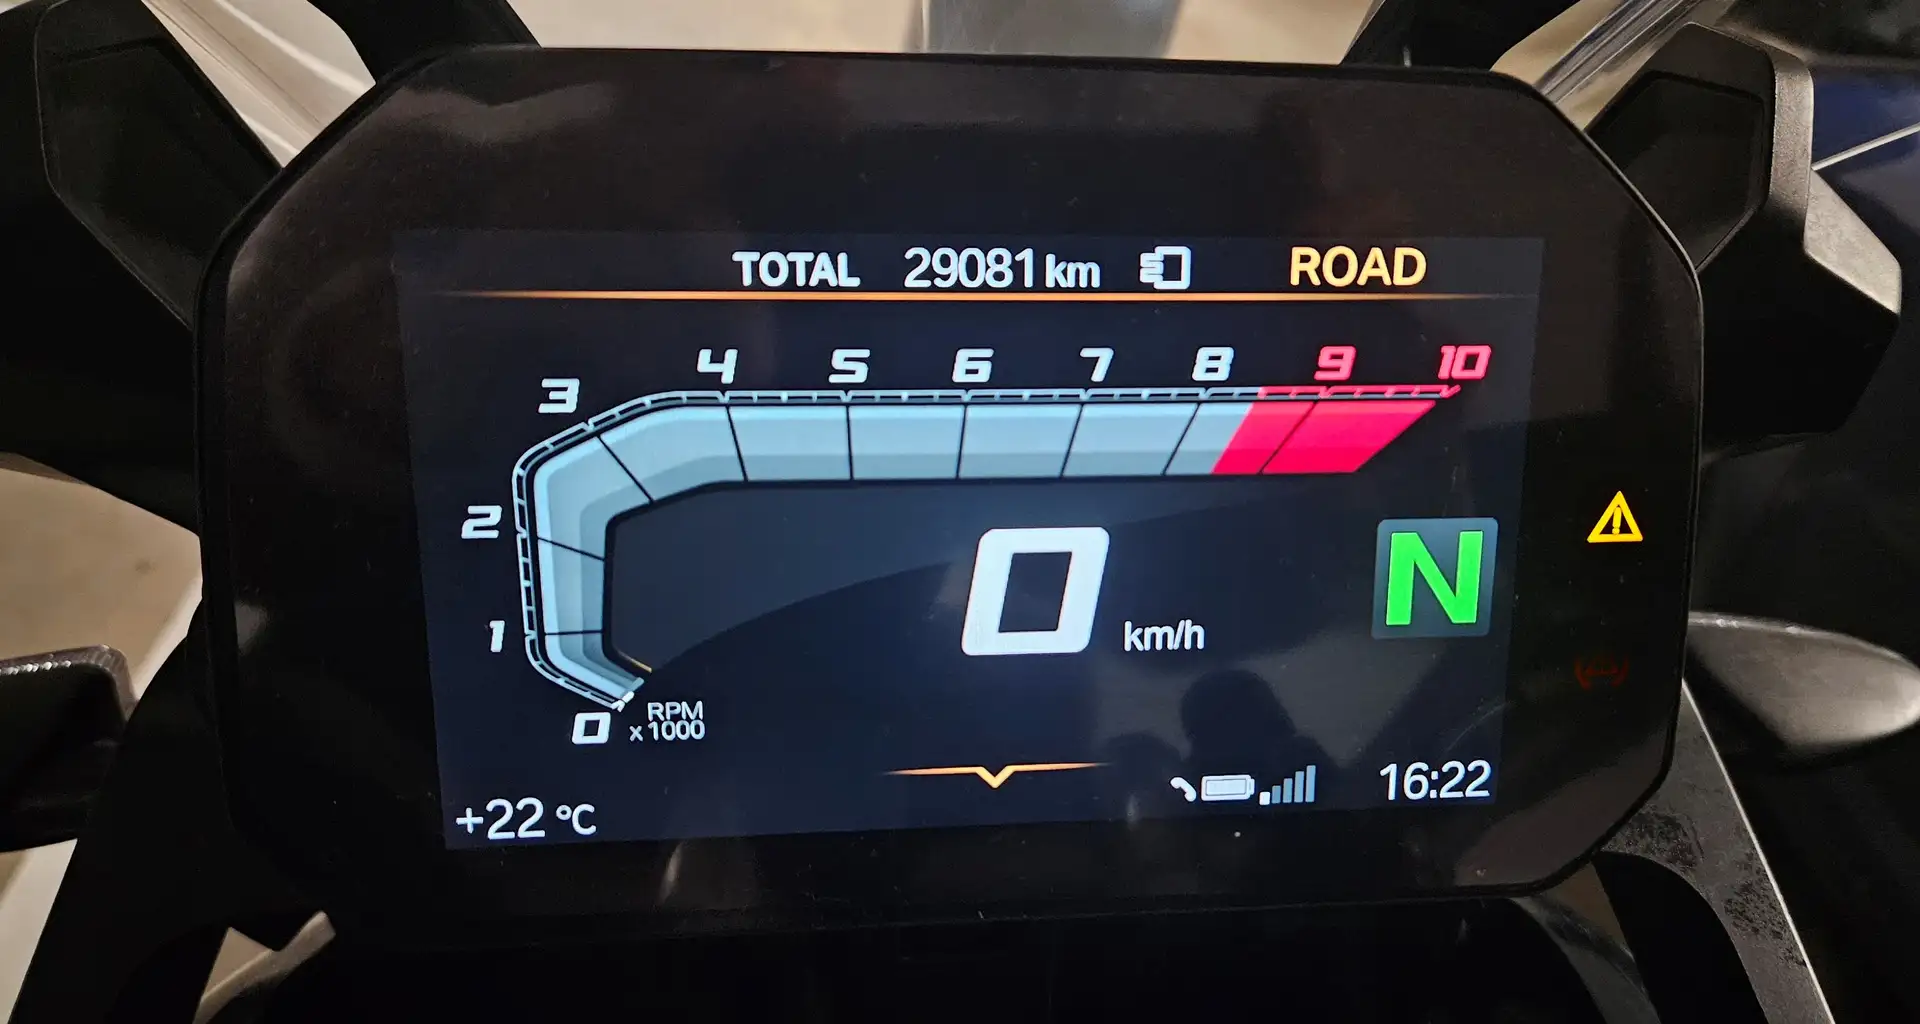 TOTAL 29081 km ROAD
3 4 5 6 7 8 9 10
2
1
0 RPM
x 1000
0 km/h
N
+22 °C
16:22